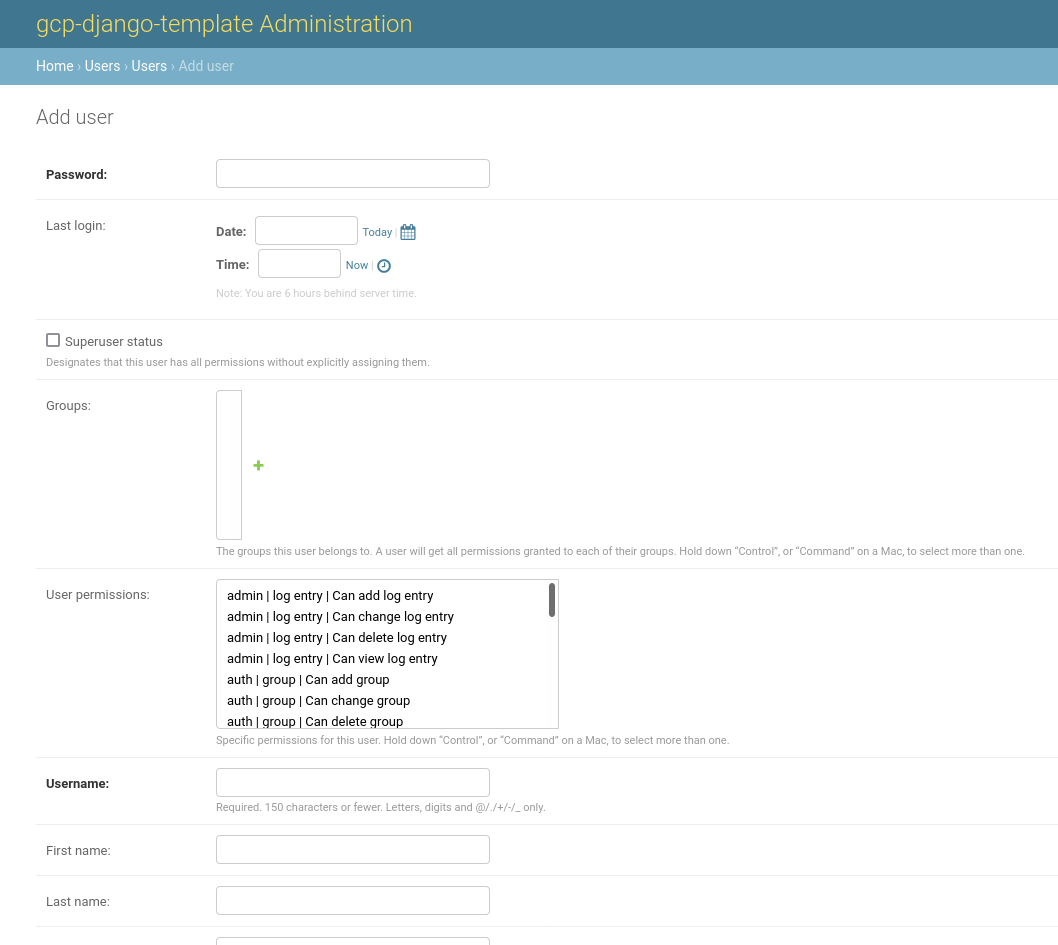 gcp-django-template Administration
Home › Users › Users › Add user
Add user
Password:
Last login:
Date: Today |
Time: Now |
Note: You are 6 hours behind server time.
Superuser status
Designates that this user has all permissions without explicitly assigning them.
Groups:
The groups this user belongs to. A user will get all permissions granted to each of their groups. Hold down “Control”, or “Command” on a Mac, to select more than one.
User permissions:
admin | log entry | Can add log entry
admin | log entry | Can change log entry
admin | log entry | Can delete log entry
admin | log entry | Can view log entry
auth | group | Can add group
auth | group | Can change group
auth | group | Can delete group
Specific permissions for this user. Hold down “Control”, or “Command” on a Mac, to select more than one.
Username:
Required. 150 characters or fewer. Letters, digits and @/./+/-/_ only.
First name:
Last name: